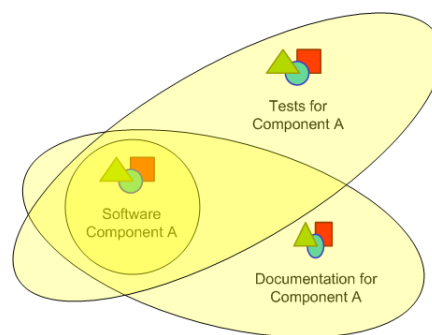 Tests for
Component A
Software
Component A
Documentation for
Component A